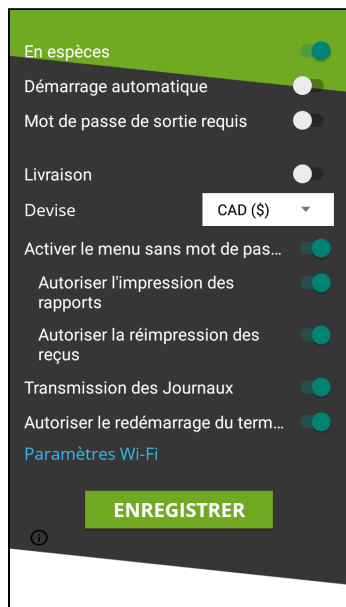 En espèces
Démarrage automatique
Mot de passe de sortie requis
Livraison
Devise
CAD ($)
Activer le menu sans mot de pas...
Autoriser l'impression des
rapports
Autoriser la réimpression des
reçus
Transmission des Journaux
Autoriser le redémarrage du term...
Paramètres Wi-Fi
ENREGISTRER